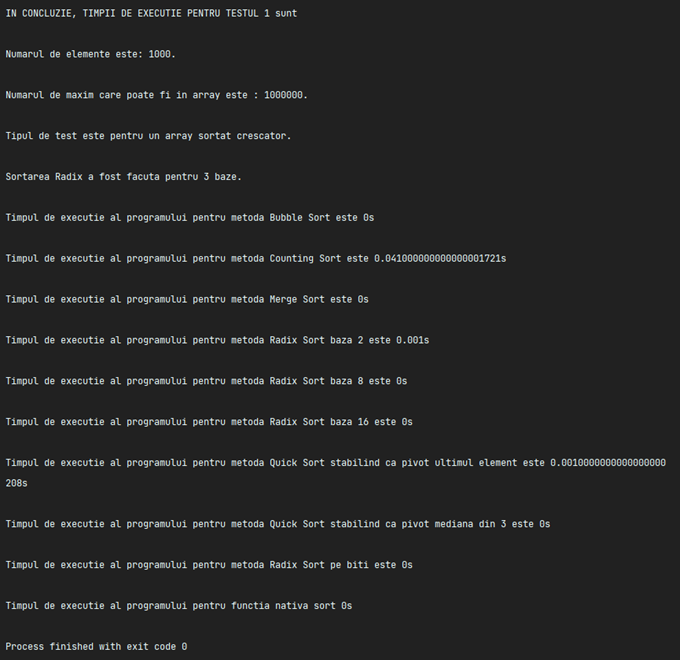 IN CONCLUZIE, TIMPII DE EXECUTIE PENTRU TESTUL 1 sunt
Numarul de elemente este: 1000.
Numarul de maxim care poate fi in array este : 1000000.
Tipul de test este pentru un array sortat crescator.
Sortarea Radix a fost facuta pentru 3 baze.
Timpul de executie al programului pentru metoda Bubble Sort este 0s
Timpul de executie al programului pentru metoda Counting Sort este 0.041000000000000001721s
Timpul de executie al programului pentru metoda Merge Sort este 0s
Timpul de executie al programului pentru metoda Radix Sort baza 2 este 0.001s
Timpul de executie al programului pentru metoda Radix Sort baza 8 este 0s
Timpul de executie al programului pentru metoda Radix Sort baza 16 este 0s
Timpul de executie al programului pentru metoda Quick Sort stabilind ca pivot ultimul element este 0.0010000000000000000
208s
Timpul de executie al programului pentru metoda Quick Sort stabilind ca pivot mediana din 3 este 0s
Timpul de executie al programului pentru metoda Radix Sort pe biti este 0s
Timpul de executie al programului pentru functia nativa sort 0s
Process finished with exit code 0